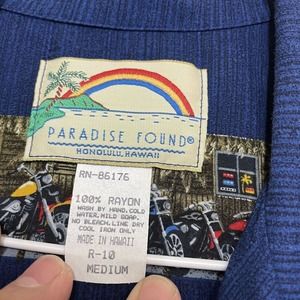 PARADISE FOUND®
HONOLULU, HAWAII
RN-86176
100% RAYON
WASH BY HAND, COLD
WATER, MILD SOAP,
NO BLEACH, LINE DRY
COOL IRON ONLY
MADE IN HAWAII
R-10
MEDIUM